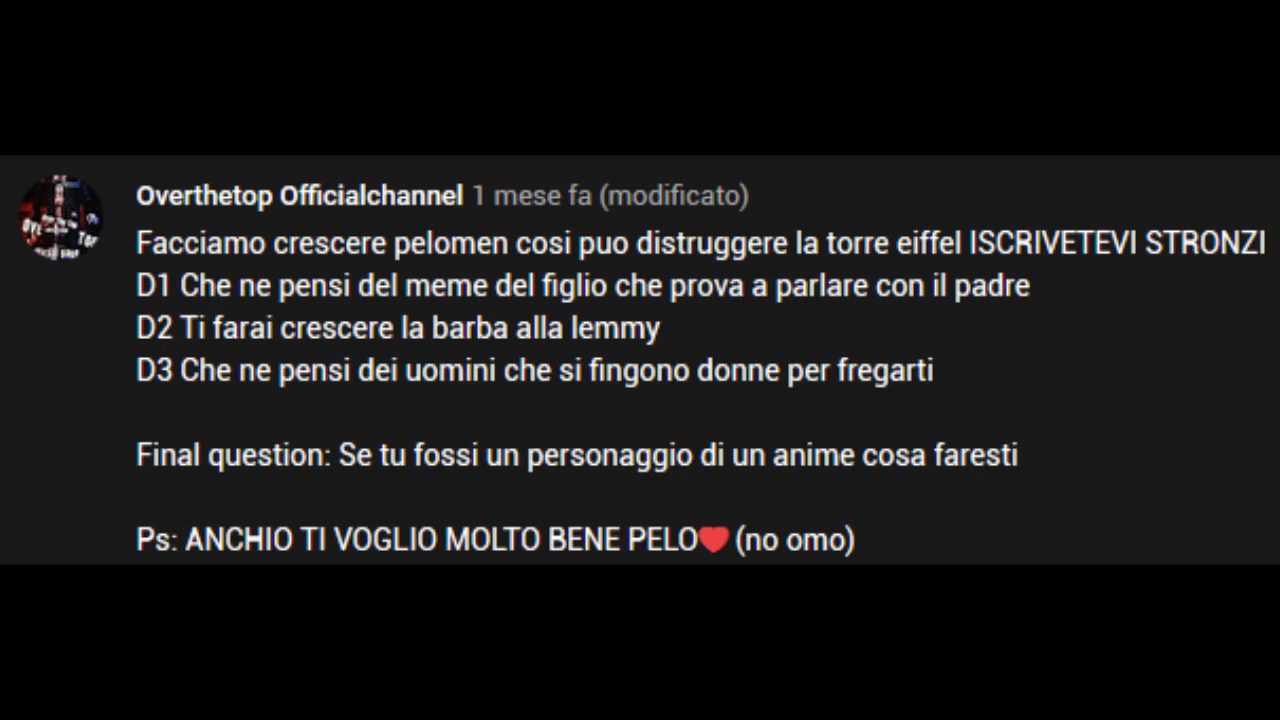 Overthetop Officialchannel 1 mese fa (modificato)
Facciamo crescere pelomen cosi puo distruggere la torre eiffel ISCRIVETEVI STRONZI
D1 Che ne pensi del meme del figlio che prova a parlare con il padre
D2 Ti farai crescere la barba alla lemmy
D3 Che ne pensi dei uomini che si fingono donne per fregarti
Final question: Se tu fossi un personaggio di un anime cosa faresti
Ps: ANCHIO TI VOGLIO MOLTO BENE PELO❤ (no omo)